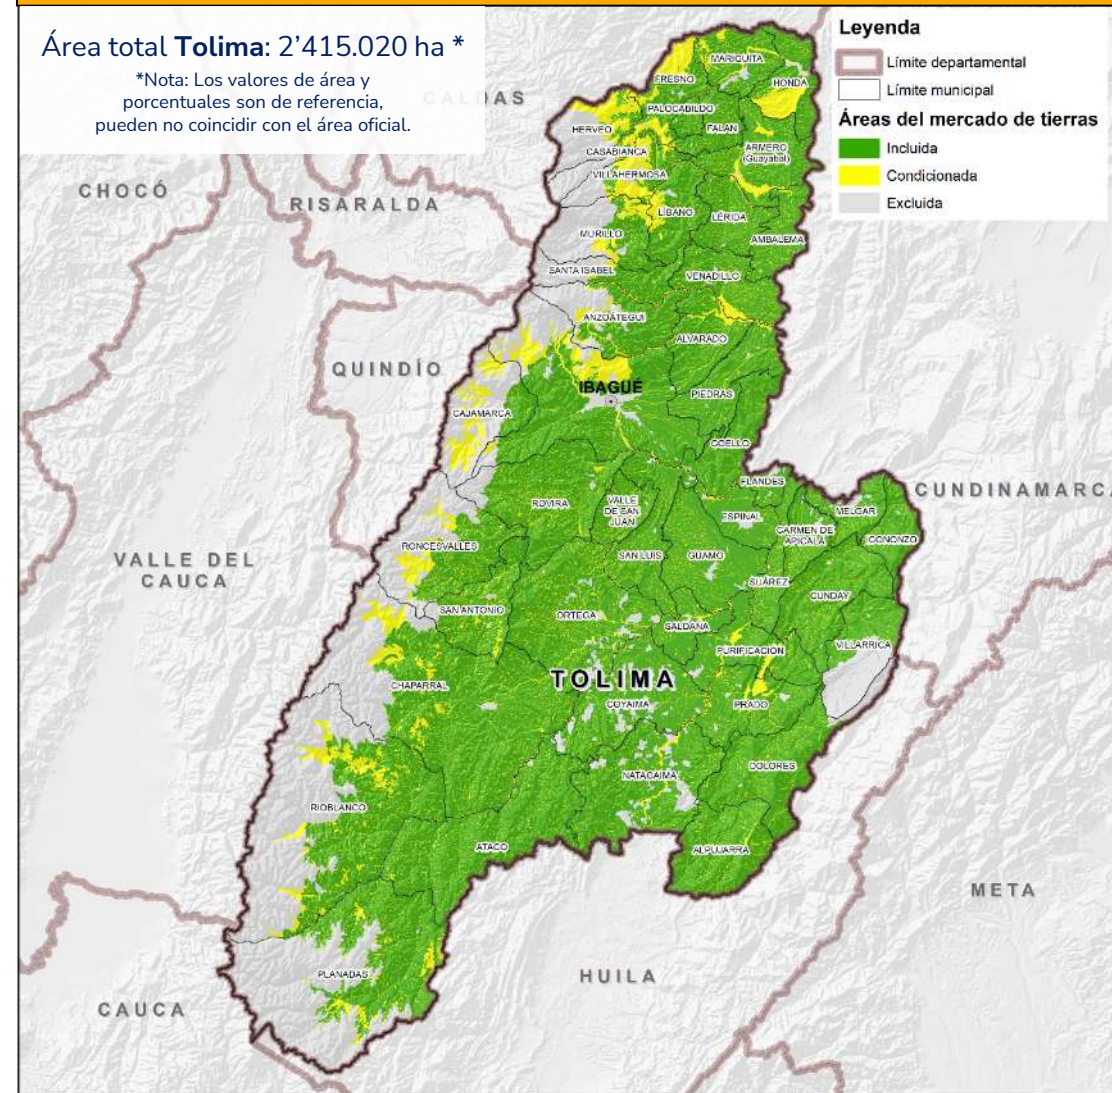 Área total Tolima: 2’415.020 ha *
*Nota: Los valores de área y
porcentuales son de referencia,
pueden no coincidir con el área oficial.
Leyenda
Límite departamental
Límite municipal
Áreas del mercado de tierras
Incluida
Condicionada
Excluida
CALDAS
CHOCÓ
RISARALDA
QUINDÍO
VALLE DEL
CAUCA
CUNDINAMARCA
META
HUILA
CAUCA
MARIQUITA
FRESNO
HONDA
PALOCABILDO
HERVEO
FALAN
CASABIANCA
ARMERO
(Guayabal)
VILLAHERMOSA
LÍBANO
LÉRIDA
MURILLO
AMBALEMA
SANTA ISABEL
VENADILLO
ANZOÁTEGUI
ALVARADO
IBAGUÉ
PIEDRAS
CAJAMARCA
COELLO
FLANDES
ROVIRA
VALLE
DE SAN
JUAN
ESPINAL
MELGAR
CARMEN DE
APICALÁ
RONCESVALLES
SAN LUIS
GUAMO
SUÁREZ
CUNDAY
SAN ANTONIO
ORTEGA
SALDAÑA
PURIFICACIÓN
VILLARRICA
CHAPARRAL
TOLIMA
COYAIMA
PRADO
NATAGAIMA
DOLORES
RIOBLANCO
ATACO
ALPUJARRA
PLANADAS